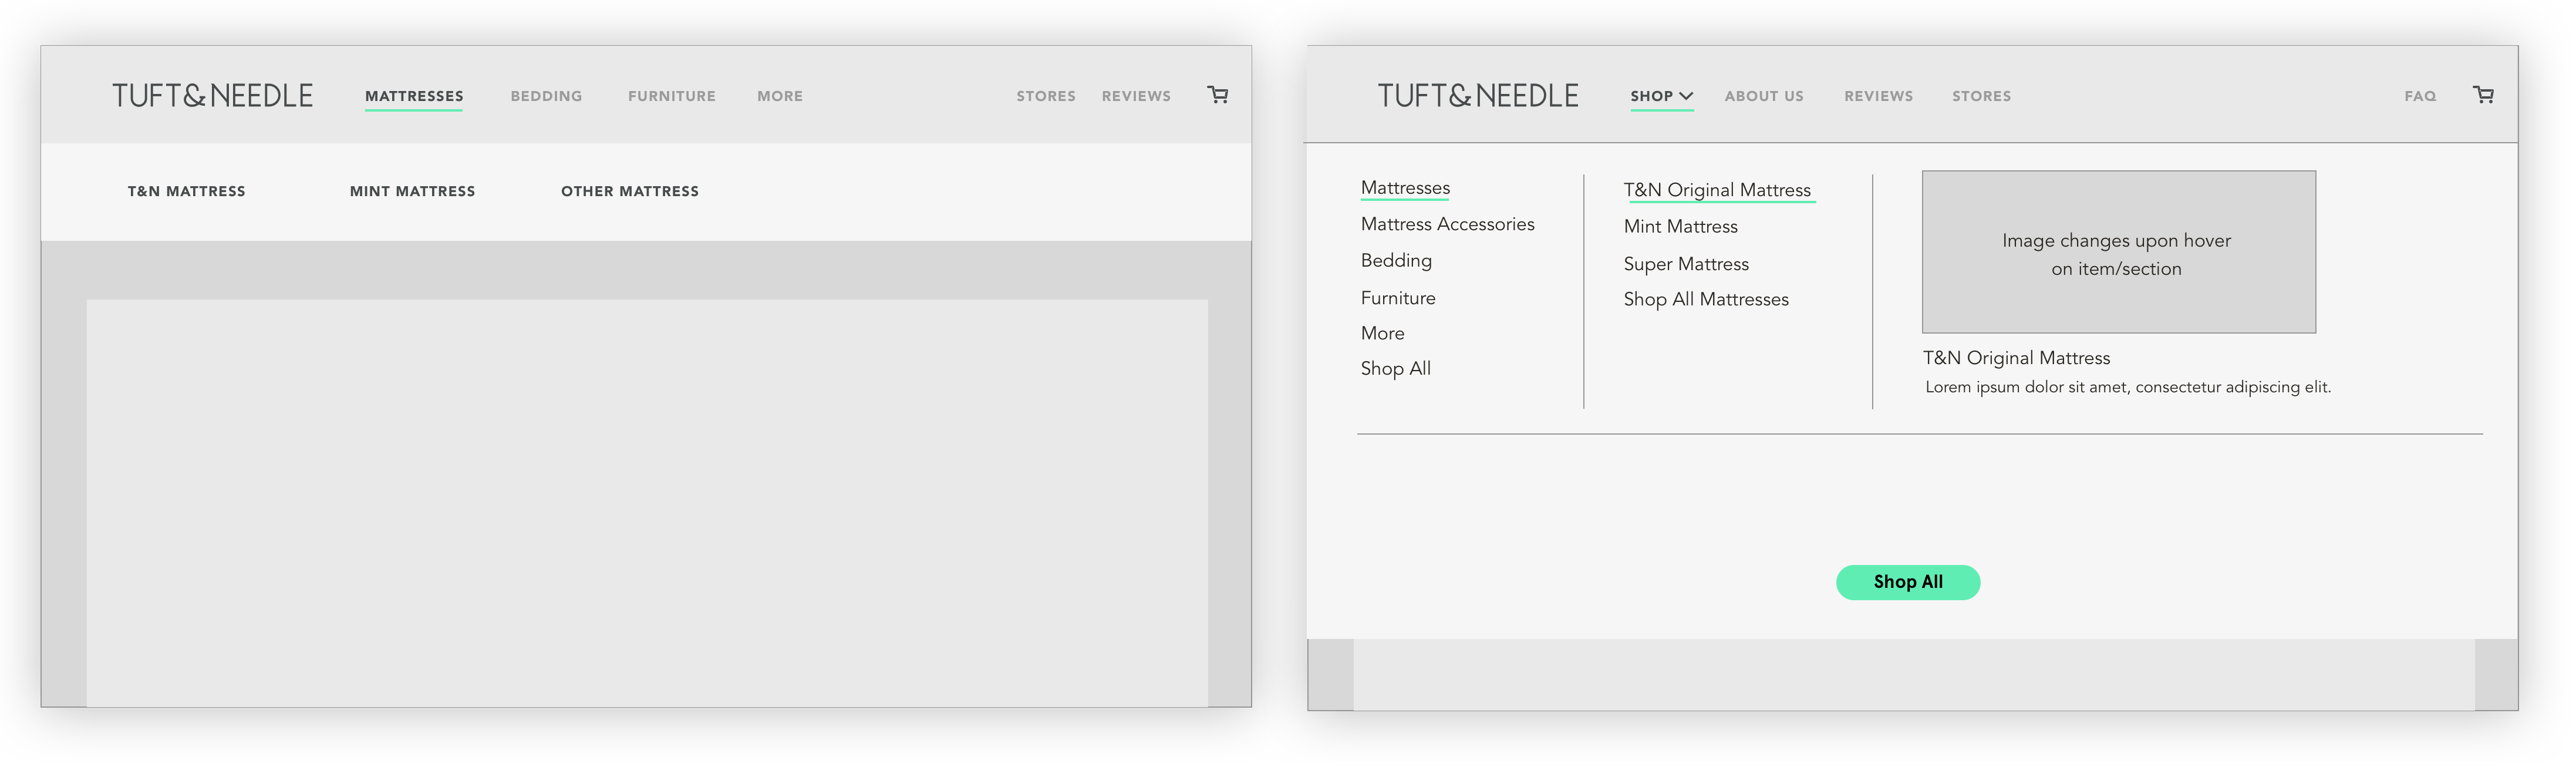 TUFT&NEEDLE MATTRESSES BEDDING FURNITURE MORE STORES REVIEWS
T&N MATTRESS MINT MATTRESS OTHER MATTRESS
TUFT&NEEDLE SHOP ABOUT US REVIEWS STORES FAQ
Mattresses
Mattress Accessories
Bedding
Furniture
More
Shop All
T&N Original Mattress
Mint Mattress
Super Mattress
Shop All Mattresses
Image changes upon hover
on item/section
T&N Original Mattress
Lorem ipsum dolor sit amet, consectetur adipiscing elit.
Shop All